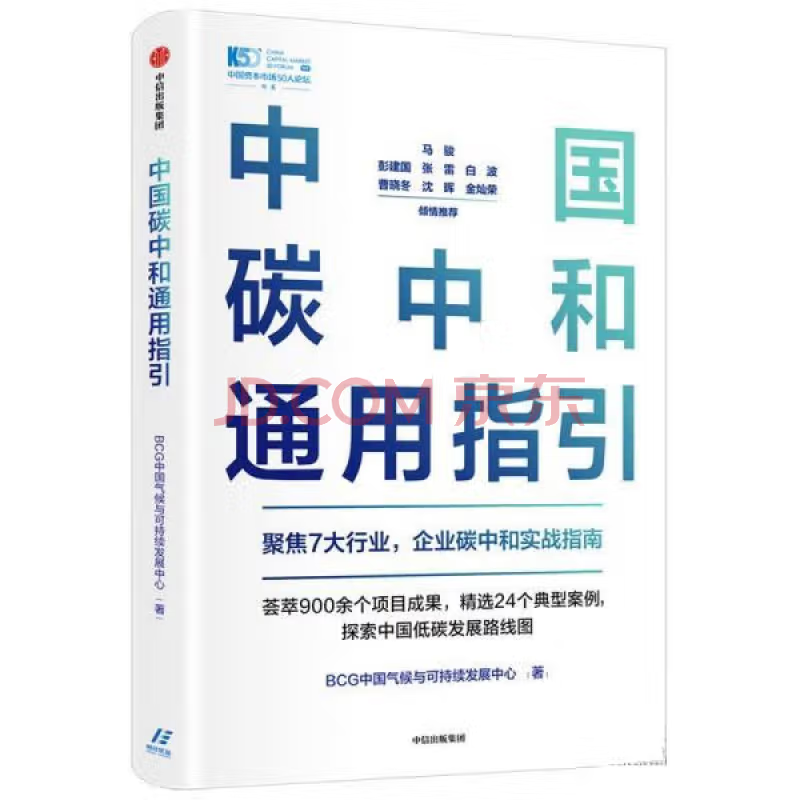 中信出版集团
中国碳中和通用指引
BCG中国气候与可持续发展中心（著）
K50
CHINA
CAPITAL MARKET
50 FORUM
中国资本市场50人论坛
马 骏
彭建国 张 雷 白 波
曹晓冬 沈 晖 金灿荣
倾情推荐
中国
碳中和
通用指引
JD.COM 京东
聚焦7大行业，企业碳中和实战指南
荟萃900余个项目成果，精选24个典型案例，
探索中国低碳发展路线图
BCG中国气候与可持续发展中心（著）
中信出版集团